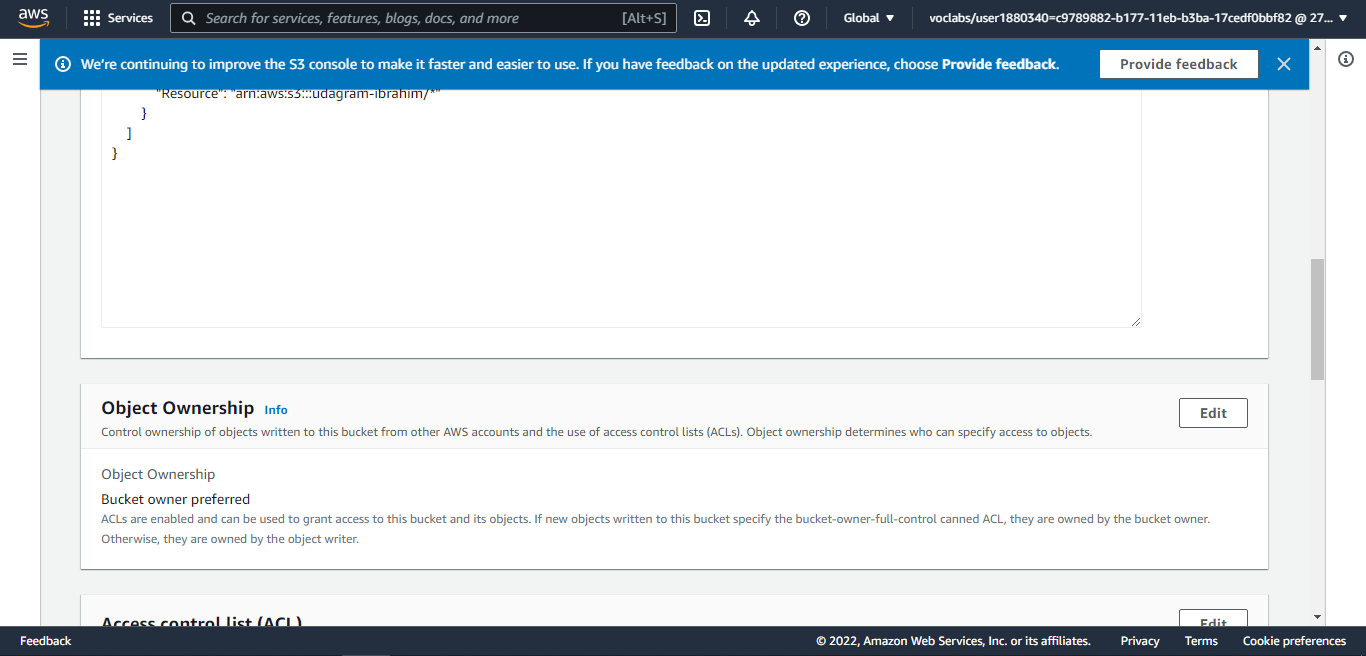 aws
Services
Search for services, features, blogs, docs, and more [Alt+S]
Global
voclabs/user1880340=c9789882-b177-11eb-b3ba-17cedf0bbf82 @ 27...
We're continuing to improve the S3 console to make it faster and easier to use. If you have feedback on the updated experience, choose Provide feedback.
Provide feedback
"Resource": "arn:aws:s3:::udagram-ibrahim/*"
}
]
}
Object Ownership Info
Edit
Control ownership of objects written to this bucket from other AWS accounts and the use of access control lists (ACLs). Object ownership determines who can specify access to objects.
Object Ownership
Bucket owner preferred
ACLs are enabled and can be used to grant access to this bucket and its objects. If new objects written to this bucket specify the bucket-owner-full-control canned ACL, they are owned by the bucket owner.
Otherwise, they are owned by the object writer.
Access control list (ACL)
Edit
Feedback
© 2022, Amazon Web Services, Inc. or its affiliates.
Privacy
Terms
Cookie preferences